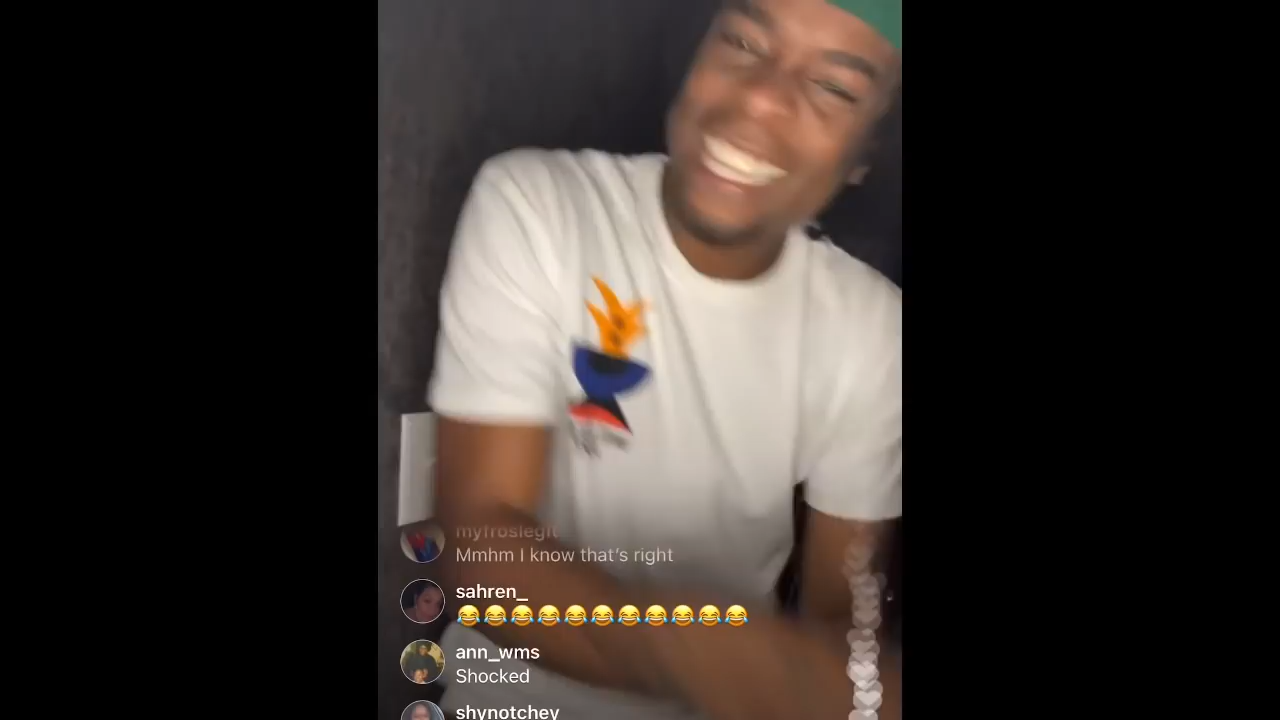 myfroslegit
Mmhm I know that's right
sahren_
😂😂😂😂😂😂😂😂😂😂😂
ann_wms
Shocked
shynotchey